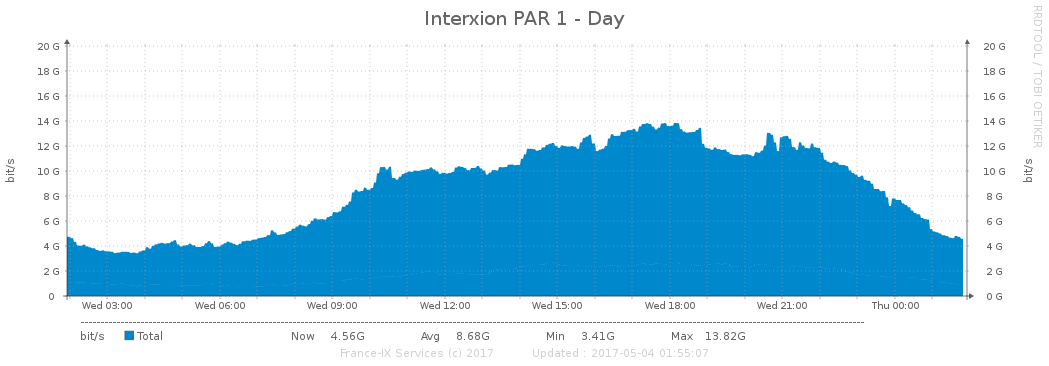 Interxion PAR 1 - Day
RRDTOOL / TOBI OETIKER
bit/s
20 G 20 G
18 G 18 G
16 G 16 G
14 G 14 G
12 G 12 G
10 G 10 G
8 G 8 G
6 G 6 G
4 G 4 G
2 G 2 G
0 0 G
bit/s
Wed 03:00 Wed 06:00 Wed 09:00 Wed 12:00 Wed 15:00 Wed 18:00 Wed 21:00 Thu 00:00
bit/s Total Now 4.56G Avg 8.68G Min 3.41G Max 13.82G
France-IX Services (c) 2017 Updated : 2017-05-04 01:55:07